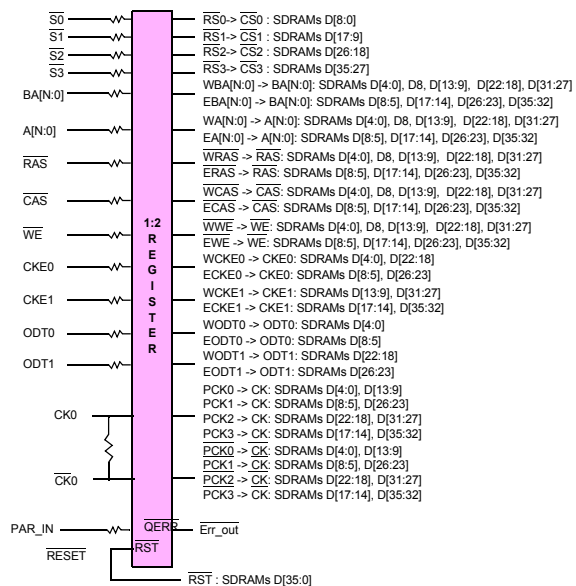 S0
RS0-> CS0 : SDRAMs D[8:0]
S1
RS1-> CS1 : SDRAMs D[17:9]
S2
RS2-> CS2 : SDRAMs D[26:18]
S3
RS3-> CS3 : SDRAMs D[35:27]
BA[N:0]
WBA[N:0] -> BA[N:0]: SDRAMs D[4:0], D8, D[13:9], D[22:18], D[31:27]
EBA[N:0] -> BA[N:0]: SDRAMs D[8:5], D[17:14], D[26:23], D[35:32]
A[N:0]
WA[N:0] -> A[N:0]: SDRAMs D[4:0], D8, D[13:9], D[22:18], D[31:27]
EA[N:0] -> A[N:0]: SDRAMs D[8:5], D[17:14], D[26:23], D[35:32]
RAS
WRAS -> RAS: SDRAMs D[4:0], D8, D[13:9], D[22:18], D[31:27]
ERAS -> RAS: SDRAMs D[8:5], D[17:14], D[26:23], D[35:32]
CAS
WCAS -> CAS: SDRAMs D[4:0], D8, D[13:9], D[22:18], D[31:27]
ECAS -> CAS: SDRAMs D[8:5], D[17:14], D[26:23], D[35:32]
WE
WWE -> WE: SDRAMs D[4:0], D8, D[13:9], D[22:18], D[31:27]
EWE -> WE: SDRAMs D[8:5], D[17:14], D[26:23], D[35:32]
CKE0
WCKE0 -> CKE0: SDRAMs D[4:0], D[22:18]
ECKE0 -> CKE0: SDRAMs D[8:5], D[26:23]
CKE1
WCKE1 -> CKE1: SDRAMs D[13:9], D[31:27]
ECKE1 -> CKE1: SDRAMs D[17:14], D[35:32]
ODT0
WODT0 -> ODT0: SDRAMs D[4:0]
EODT0 -> ODT0: SDRAMs D[8:5]
ODT1
WODT1 -> ODT1: SDRAMs D[22:18]
EODT1 -> ODT1: SDRAMs D[26:23]
1:2
R
E
G
I
S
T
E
R
CK0
PCK0 -> CK: SDRAMs D[4:0], D[13:9]
PCK1 -> CK: SDRAMs D[8:5], D[26:23]
PCK2 -> CK: SDRAMs D[22:18], D[31:27]
PCK3 -> CK: SDRAMs D[17:14], D[35:32]
CK0
PCK0 -> CK: SDRAMs D[4:0], D[13:9]
PCK1 -> CK: SDRAMs D[8:5], D[26:23]
PCK2 -> CK: SDRAMs D[22:18], D[31:27]
PCK3 -> CK: SDRAMs D[17:14], D[35:32]
PAR_IN
QERR
Err_out
RESET
RST
RST : SDRAMs D[35:0]